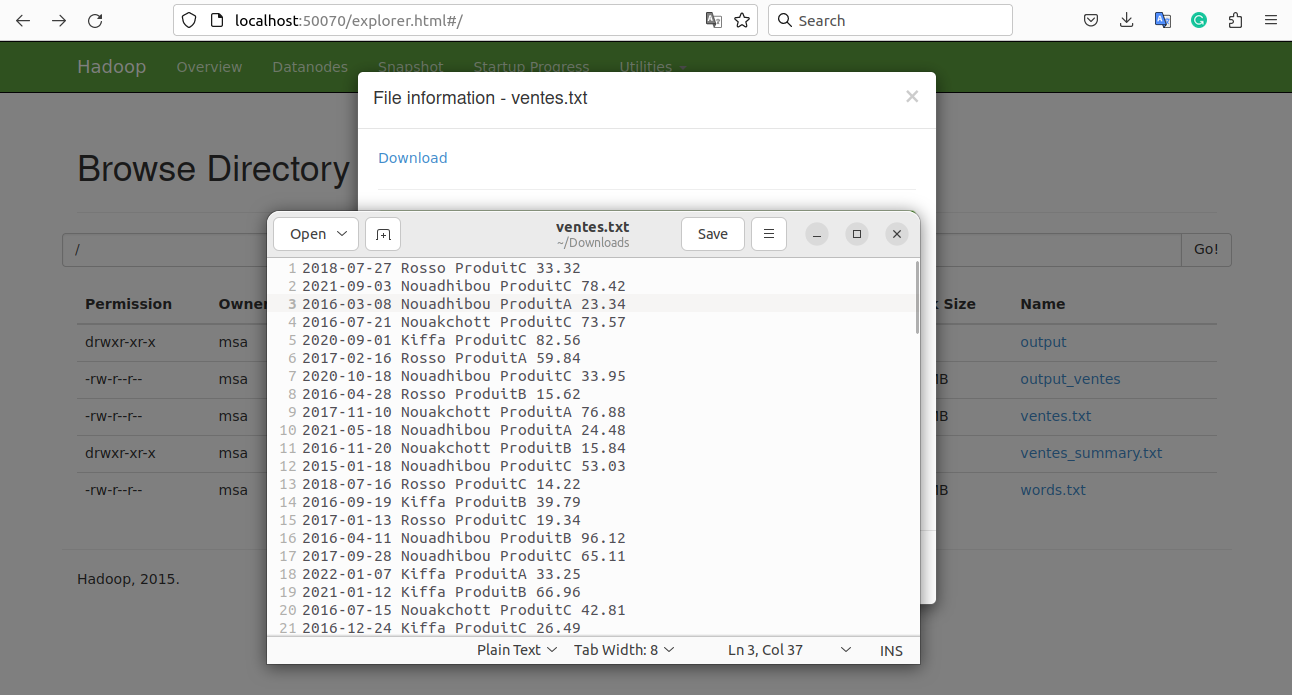 localhost:50070/explorer.html#/
Search
Hadoop Overview Datanodes Snapshot Startup Progress Utilities
File information - ventes.txt
×
Download
Browse Directory
/
Go!
Permission Owner Size Name
drwxr-xr-x msa output
-rw-r--r-- msa MB output_ventes
-rw-r--r-- msa MB ventes.txt
drwxr-xr-x msa ventes_summary.txt
-rw-r--r-- msa MB words.txt
Hadoop, 2015.
Open
ventes.txt
~/Downloads
Save
1 2018-07-27 Rosso ProduitC 33.32
2 2021-09-03 Nouadhibou ProduitC 78.42
3 2016-03-08 Nouadhibou ProduitA 23.34
4 2016-07-21 Nouakchott ProduitC 73.57
5 2020-09-01 Kiffa ProduitC 82.56
6 2017-02-16 Rosso ProduitA 59.84
7 2020-10-18 Nouadhibou ProduitC 33.95
8 2016-04-28 Rosso ProduitB 15.62
9 2017-11-10 Nouakchott ProduitA 76.88
10 2021-05-18 Nouadhibou ProduitA 24.48
11 2016-11-20 Nouakchott ProduitB 15.84
12 2015-01-18 Nouadhibou ProduitC 53.03
13 2018-07-16 Rosso ProduitC 14.22
14 2016-09-19 Kiffa ProduitB 39.79
15 2017-01-13 Rosso ProduitC 19.34
16 2016-04-11 Nouadhibou ProduitB 96.12
17 2017-09-28 Nouadhibou ProduitC 65.11
18 2022-01-07 Kiffa ProduitA 33.25
19 2021-01-12 Kiffa ProduitB 66.96
20 2016-07-15 Nouakchott ProduitC 42.81
21 2016-12-24 Kiffa ProduitC 26.49
Plain Text Tab Width: 8 Ln 3, Col 37 INS